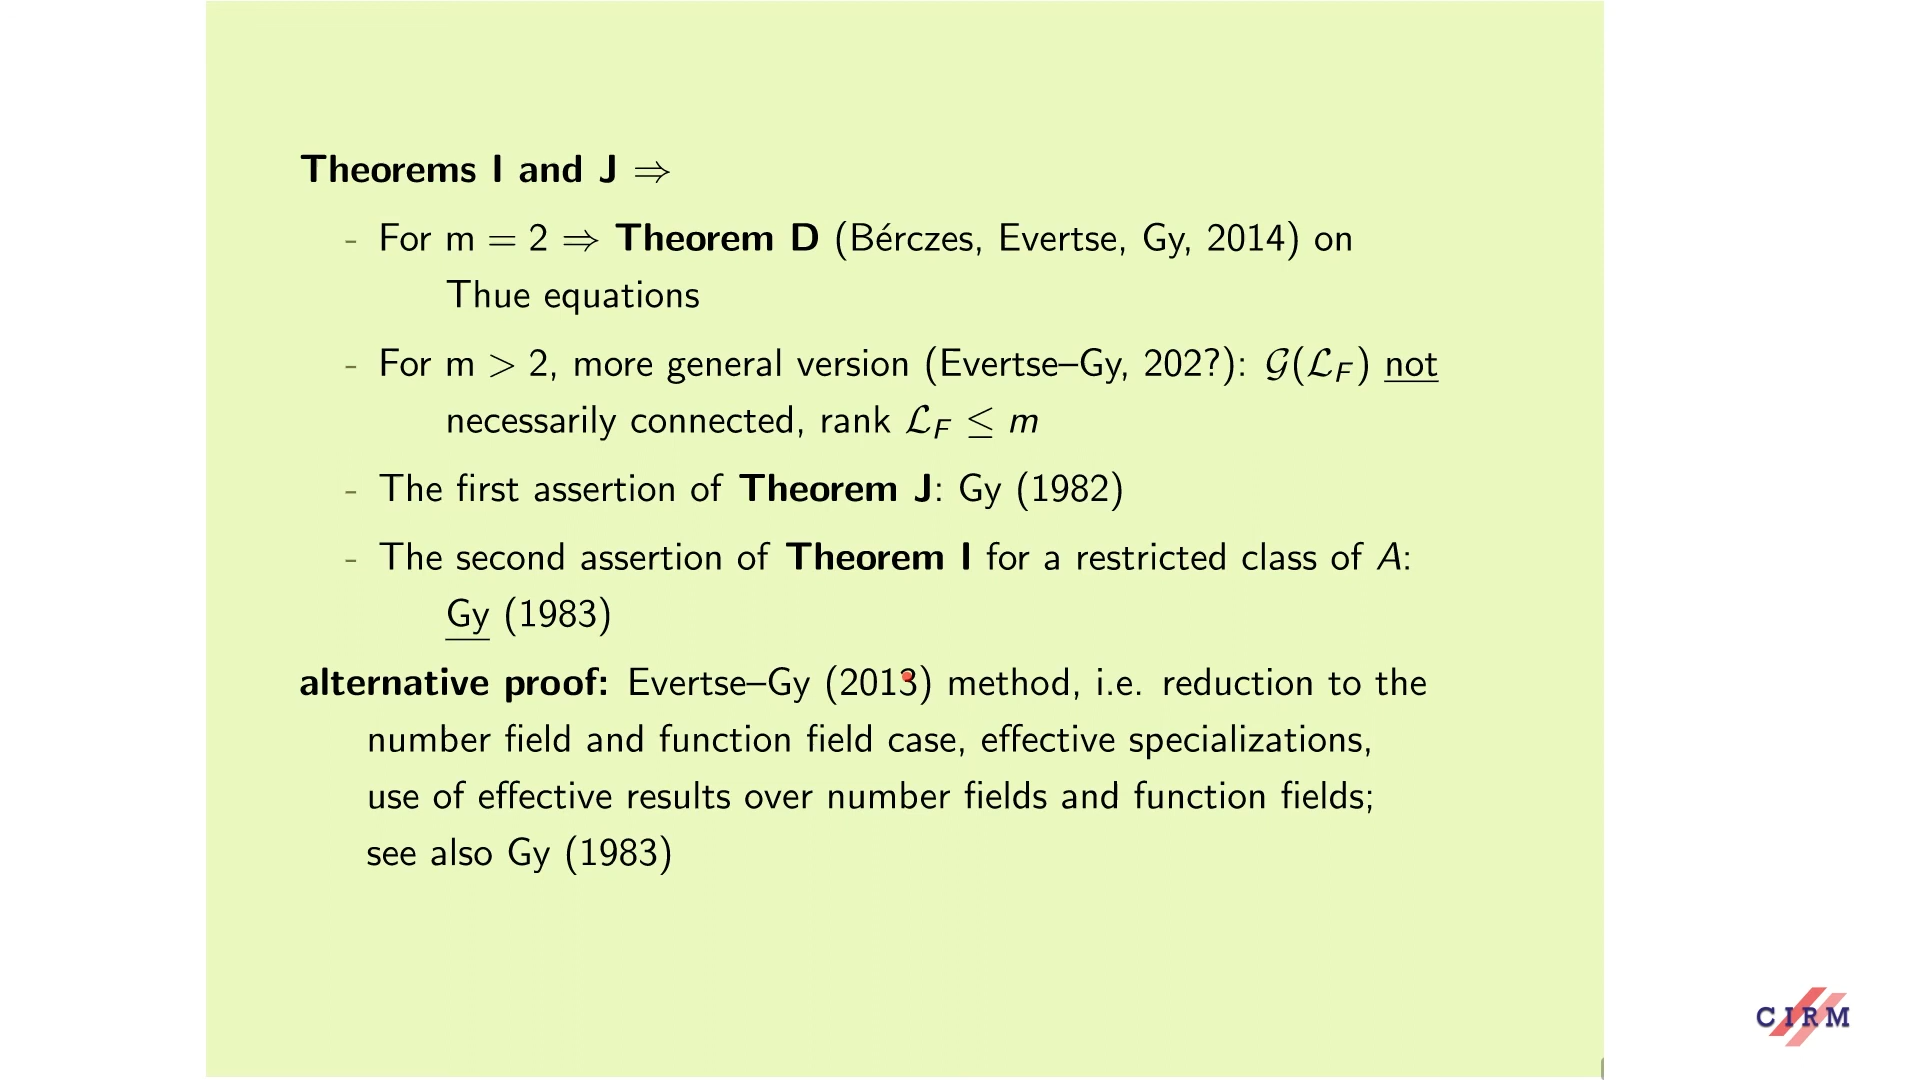 Theorems I and J ⇒
- For m = 2 ⇒ Theorem D (Bérczes, Evertse, Gy, 2014) on
Thue equations
- For m > 2, more general version (Evertse–Gy, 202?): 𝒢(ℒ_F) not
necessarily connected, rank ℒ_F ≤ m
- The first assertion of Theorem J: Gy (1982)
- The second assertion of Theorem I for a restricted class of A:
Gy (1983)
alternative proof: Evertse–Gy (2013) method, i.e. reduction to the
number field and function field case, effective specializations,
use of effective results over number fields and function fields;
see also Gy (1983)
CIRM